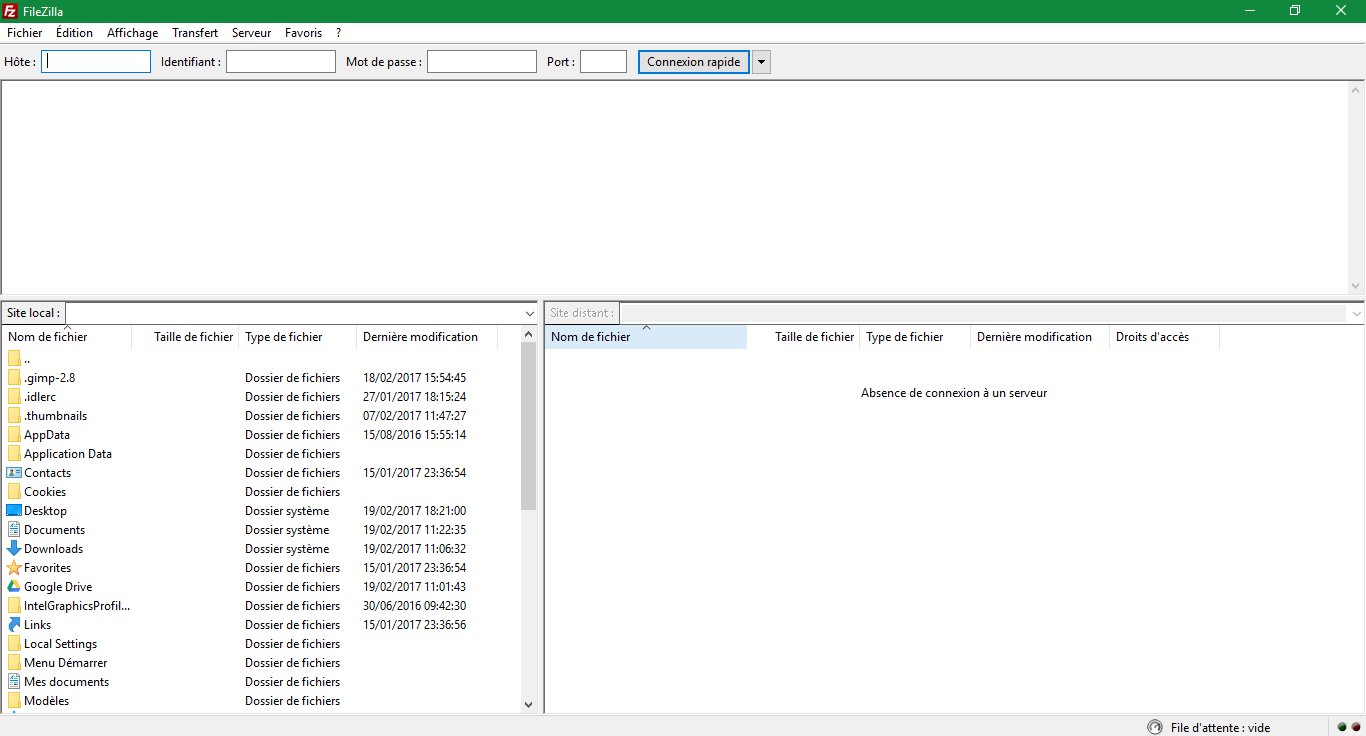 FileZilla
Fichier Édition Affichage Transfert Serveur Favoris ?
Hôte : Identifiant : Mot de passe : Port : Connexion rapide
Site local : Site distant :
Nom de fichier Taille de fichier Type de fichier Dernière modification Nom de fichier Taille de fichier Type de fichier Dernière modification Droits d'accès
..
.gimp-2.8 Dossier de fichiers 18/02/2017 15:54:45
Absence de connexion à un serveur
.idlerc Dossier de fichiers 27/01/2017 18:15:24
.thumbnails Dossier de fichiers 07/02/2017 11:47:27
AppData Dossier de fichiers 15/08/2016 15:55:14
Application Data Dossier de fichiers
Contacts Dossier de fichiers 15/01/2017 23:36:54
Cookies Dossier de fichiers
Desktop Dossier système 19/02/2017 18:21:00
Documents Dossier système 19/02/2017 11:22:35
Downloads Dossier système 19/02/2017 11:06:32
Favorites Dossier de fichiers 15/01/2017 23:36:54
Google Drive Dossier de fichiers 19/02/2017 11:01:43
IntelGraphicsProfil... Dossier de fichiers 30/06/2016 09:42:30
Links Dossier de fichiers 15/01/2017 23:36:56
Local Settings Dossier de fichiers
Menu Démarrer Dossier de fichiers
Mes documents Dossier de fichiers
Modèles Dossier de fichiers
File d'attente : vide